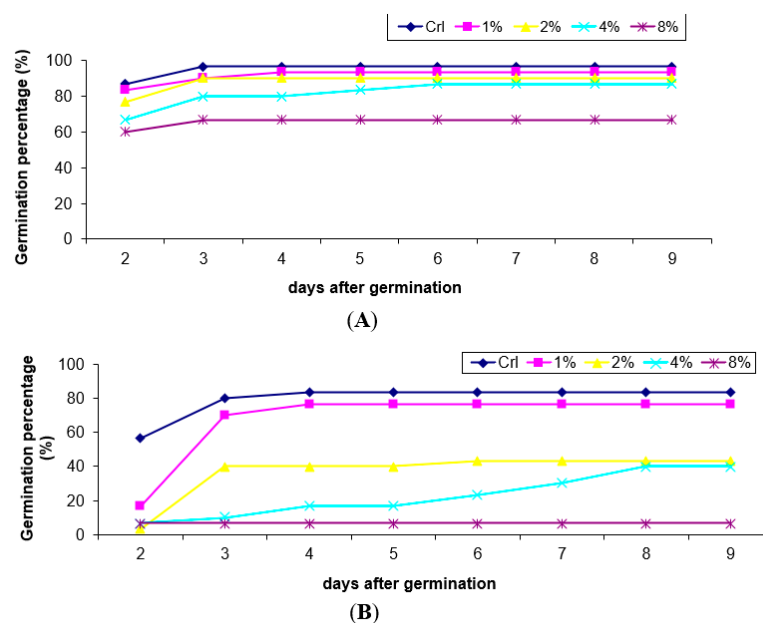 Crl 1% 2% 4% 8%
Germination percentage (%)
100
80
60
40
20
0
2 3 4 5 6 7 8 9
days after germination
(A)
Crl 1% 2% 4% 8%
Germination percentage
(%)
100
80
60
40
20
0
2 3 4 5 6 7 8 9
days after germination
(B)